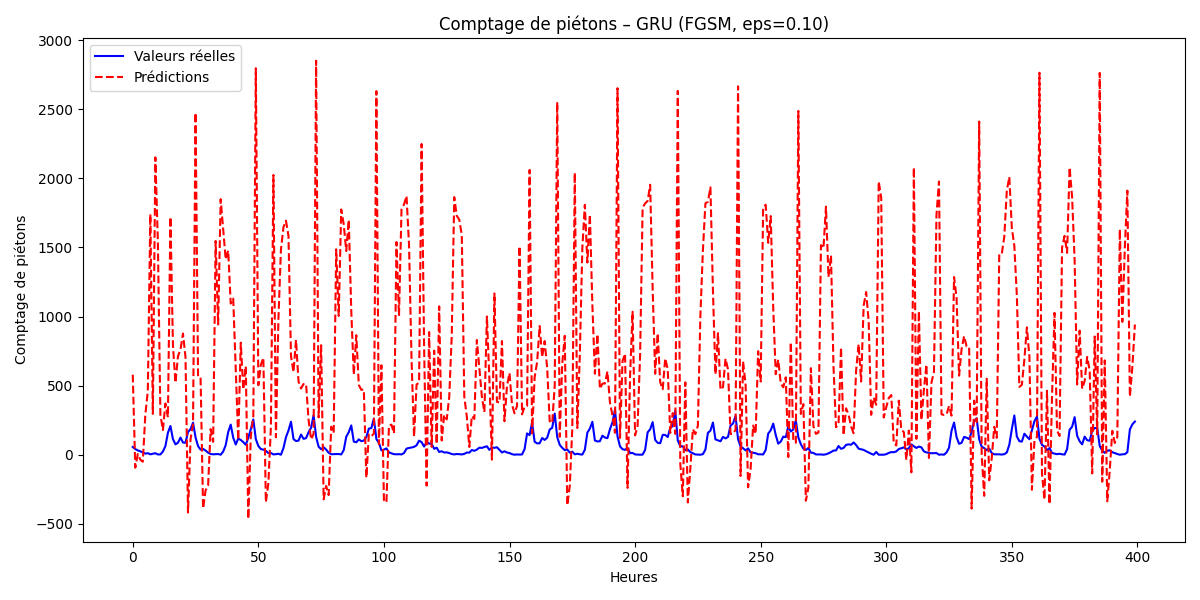 Comptage de piétons – GRU (FGSM, eps=0.10)
Valeurs réelles
Prédictions
Comptage de piétons
3000
2500
2000
1500
1000
500
0
−500
0 50 100 150 200 250 300 350 400
Heures